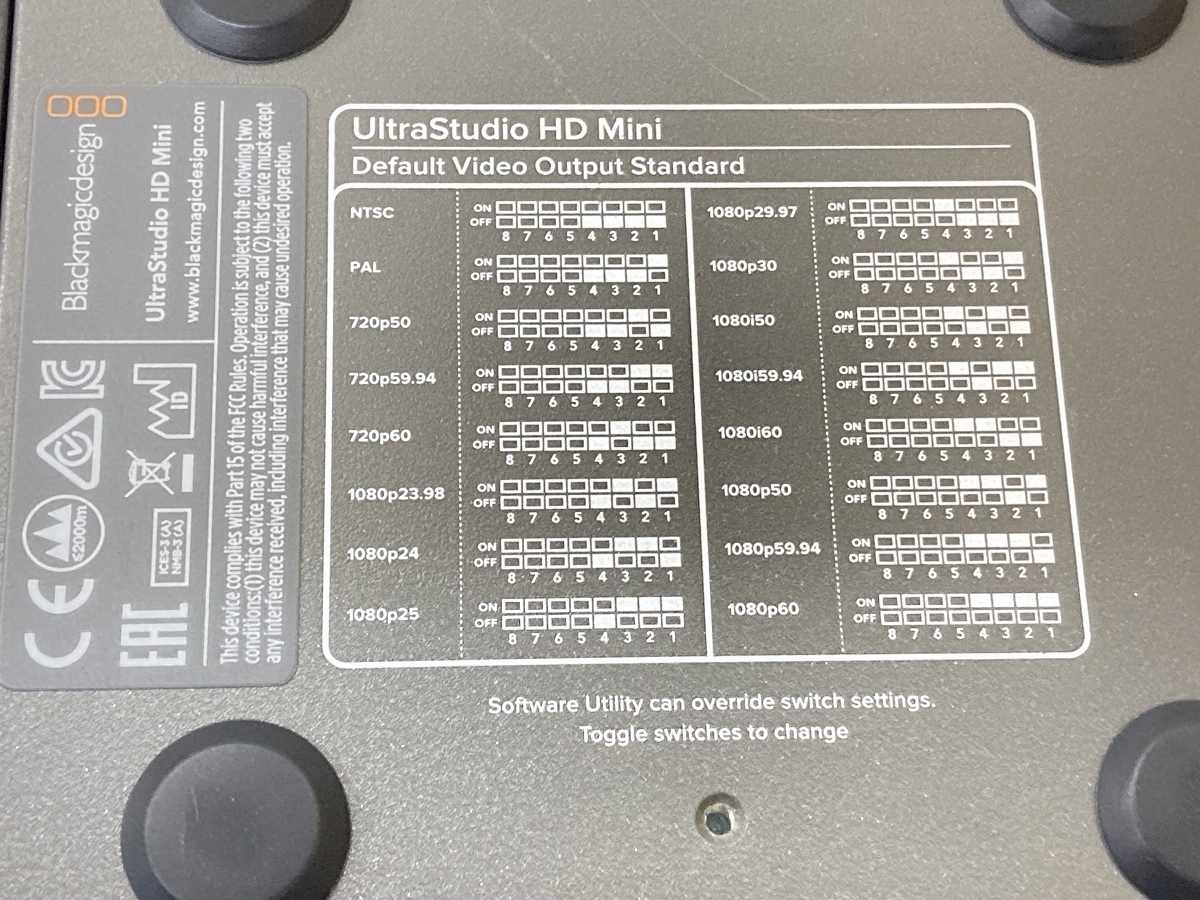 Blackmagicdesign
UltraStudio HD Mini
www.blackmagicdesign.com
≤2000m
ICES-3 (A)
NMB-3 (A)
ID
This device complies with Part 15 of the FCC Rules. Operation is subject to the following two
conditions:(1) this device may not cause harmful interference, and (2) this device must accept
any interference received, including interference that may cause undesired operation.
UltraStudio HD Mini
Default Video Output Standard
NTSC
ON
OFF
8 7 6 5 4 3 2 1
PAL
ON
OFF
8 7 6 5 4 3 2 1
720p50
ON
OFF
8 7 6 5 4 3 2 1
720p59.94
ON
OFF
8 7 6 5 4 3 2 1
720p60
ON
OFF
8 7 6 5 4 3 2 1
1080p23.98
ON
OFF
8 7 6 5 4 3 2 1
1080p24
ON
OFF
8 7 6 5 4 3 2 1
1080p25
ON
OFF
8 7 6 5 4 3 2 1
1080p29.97
ON
OFF
8 7 6 5 4 3 2 1
1080p30
ON
OFF
8 7 6 5 4 3 2 1
1080i50
ON
OFF
8 7 6 5 4 3 2 1
1080i59.94
ON
OFF
8 7 6 5 4 3 2 1
1080i60
ON
OFF
8 7 6 5 4 3 2 1
1080p50
ON
OFF
8 7 6 5 4 3 2 1
1080p59.94
ON
OFF
8 7 6 5 4 3 2 1
1080p60
ON
OFF
8 7 6 5 4 3 2 1
Software Utility can override switch settings.
Toggle switches to change
CE
EAC